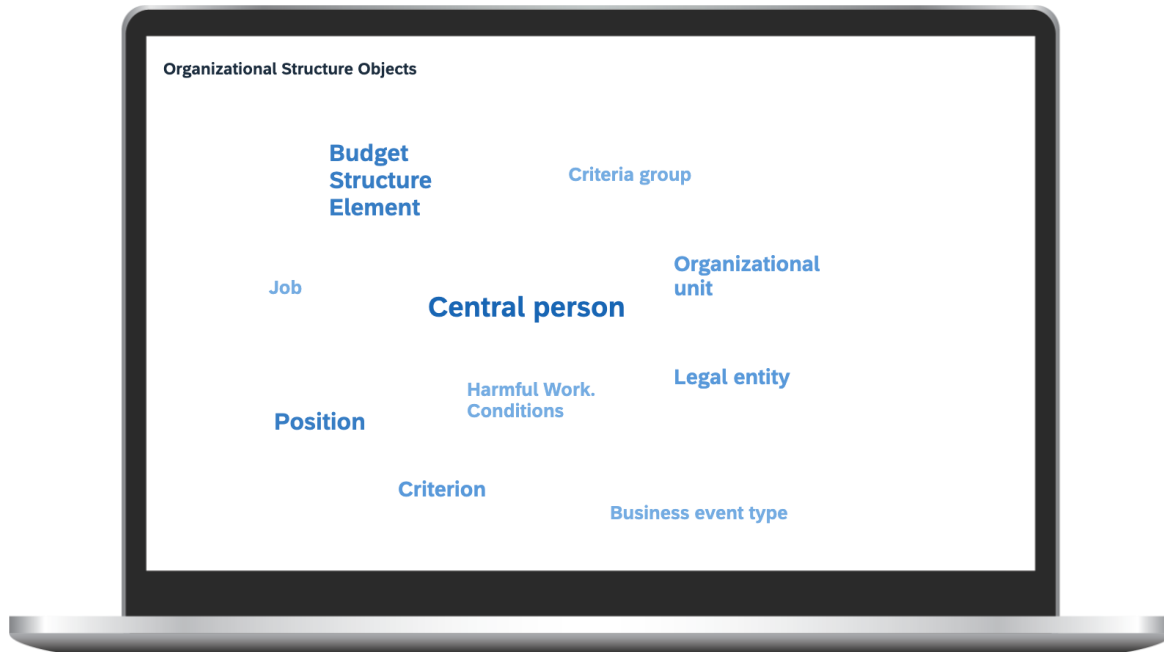 Organizational Structure Objects
Budget
Structure
Element
Criteria group
Organizational
unit
Job
Central person
Legal entity
Harmful Work.
Conditions
Position
Criterion
Business event type